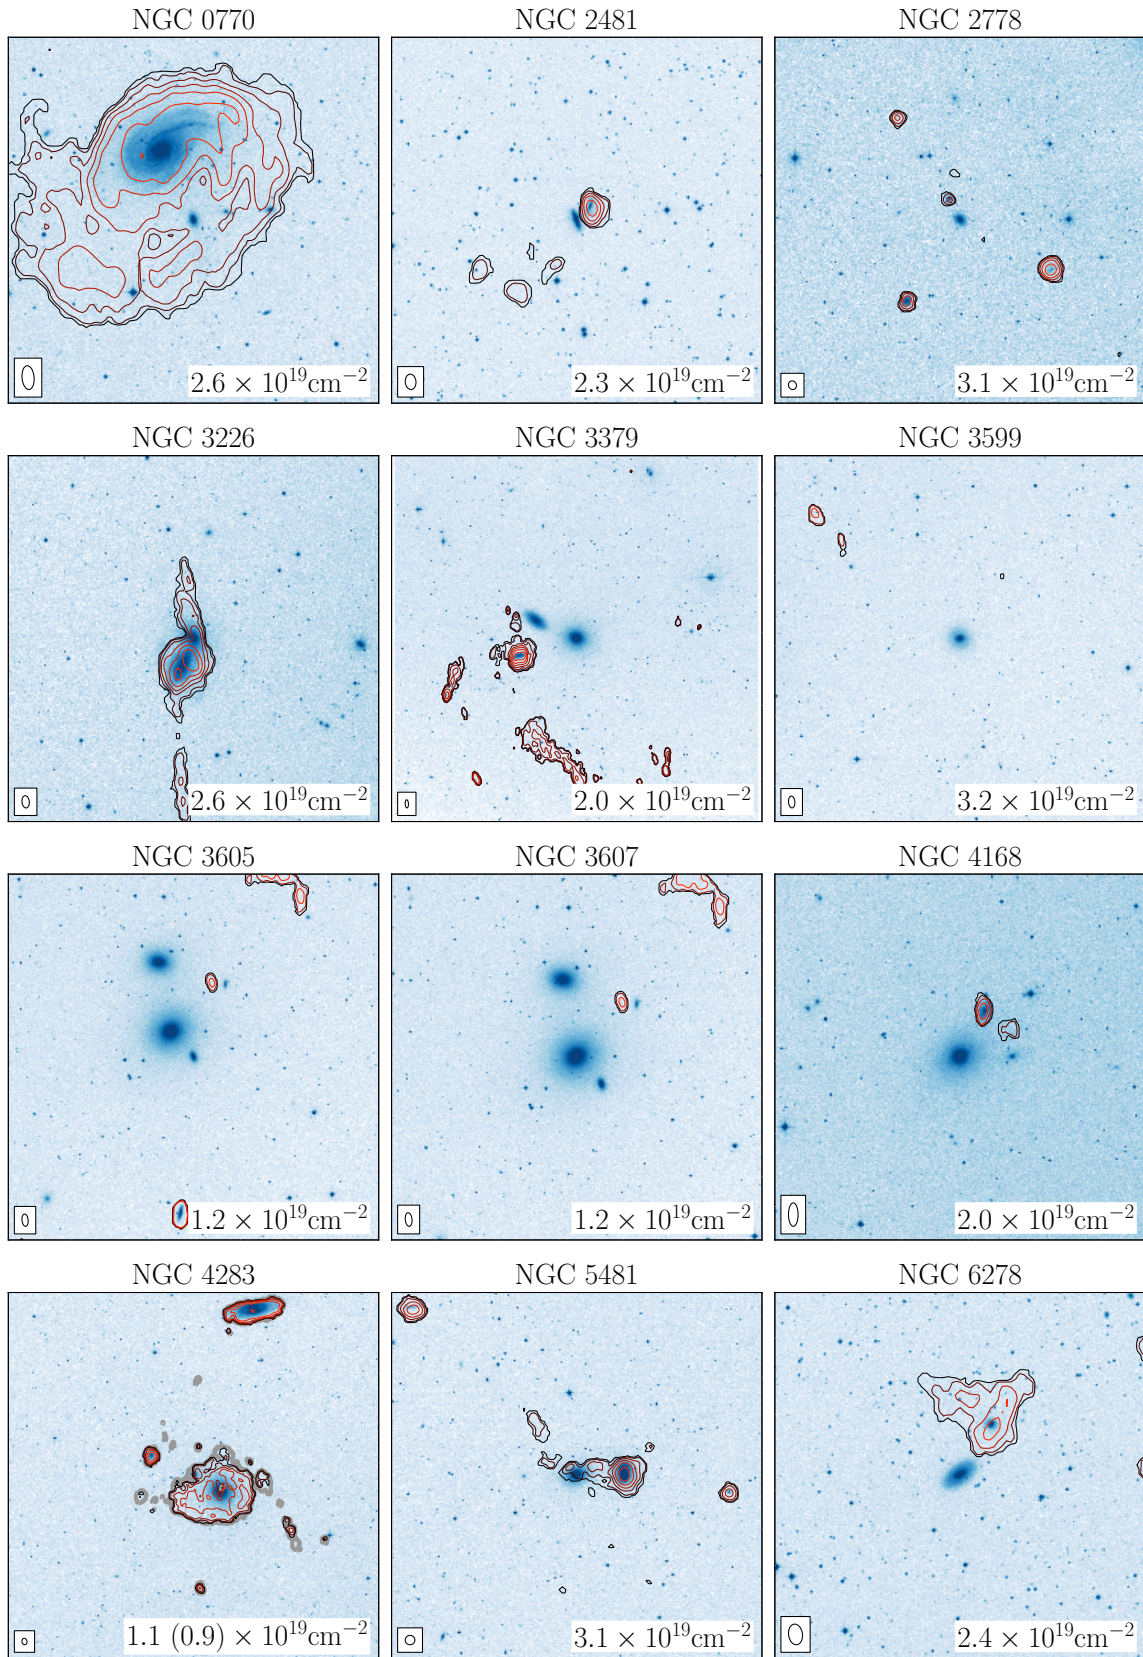 NGC 0770 NGC 2481 NGC 2778
2.6 × 10¹⁹cm⁻² 2.3 × 10¹⁹cm⁻² 3.1 × 10¹⁹cm⁻²
NGC 3226 NGC 3379 NGC 3599
2.6 × 10¹⁹cm⁻² 2.0 × 10¹⁹cm⁻² 3.2 × 10¹⁹cm⁻²
NGC 3605 NGC 3607 NGC 4168
1.2 × 10¹⁹cm⁻² 1.2 × 10¹⁹cm⁻² 2.0 × 10¹⁹cm⁻²
NGC 4283 NGC 5481 NGC 6278
1.1 (0.9) × 10¹⁹cm⁻² 3.1 × 10¹⁹cm⁻² 2.4 × 10¹⁹cm⁻²